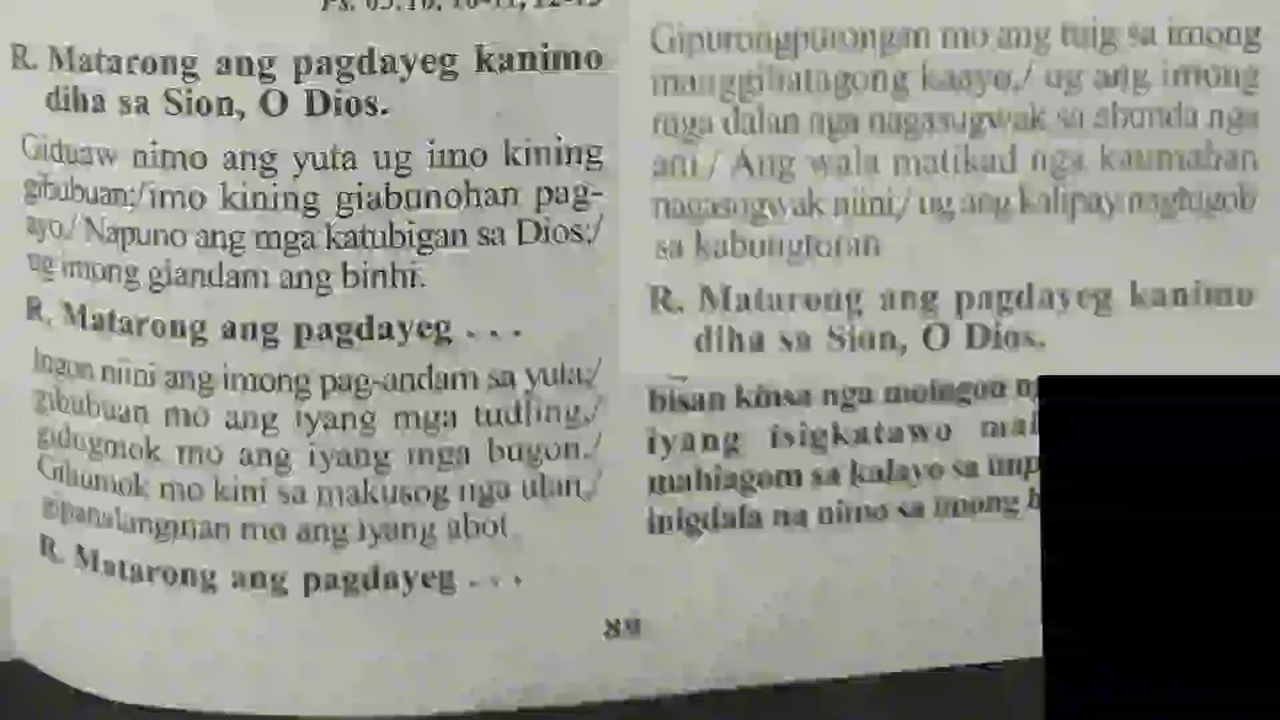 R. Matarong ang pagdayeg kanimo
diha sa Sion, O Dios.
Giduaw nimo ang yuta ug imo kining
gibubuan;/imo kining giabunohan pag-
ayo./ Napuno ang mga katubigan sa Dios;/
ug imong giandam ang binhi.
R. Matarong ang pagdayeg . . .
Ingon niini ang imong pag-andam sa yuta:/
gibubuan mo ang iyang mga tudling,/
gidugmok mo ang iyang mga bugon./
Gihumok mo kini sa makusog nga ulan,/
gipanalanginan mo ang iyang abot.
R. Matarong ang pagdayeg . . .
Gipurongpurongan mo ang tuig sa imong
manggihatagong kaayo,/ ug ang imong
mga dalan nga nagasugwak sa abunda nga
ani./ Ang wala matikad nga kaumahan
nagasugwak niini,/ ug ang kalipay nagtugob
sa kabungtoran
R. Matarong ang pagdayeg kanimo
diha sa Sion, O Dios.
bisan kinsa nga moingon
iyang isigkatawo
mahiagom sa kalayo sa
inigdala na nimo sa imong
89